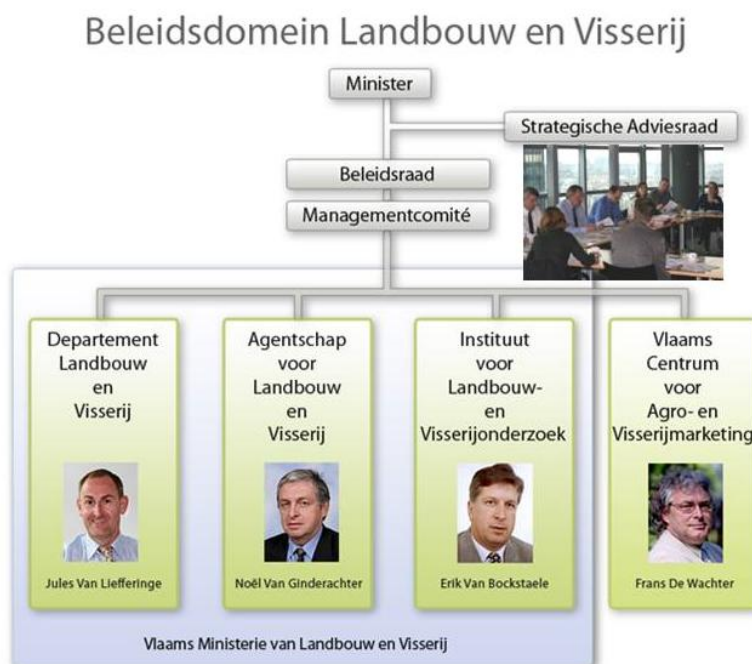 Beleidsdomein Landbouw en Visserij
Minister
Strategische Adviesraad
Beleidsraad
Managementcomité
Departement
Landbouw
en
Visserij
Jules Van Liefferinge
Agentschap
voor
Landbouw
en
Visserij
Noël Van Ginderachter
Instituut
voor
Landbouw-
en
Visserijonderzoek
Erik Van Bockstaele
Vlaams
Centrum
voor
Agro- en
Visserijmarketing
Frans De Wachter
Vlaams Ministerie van Landbouw en Visserij